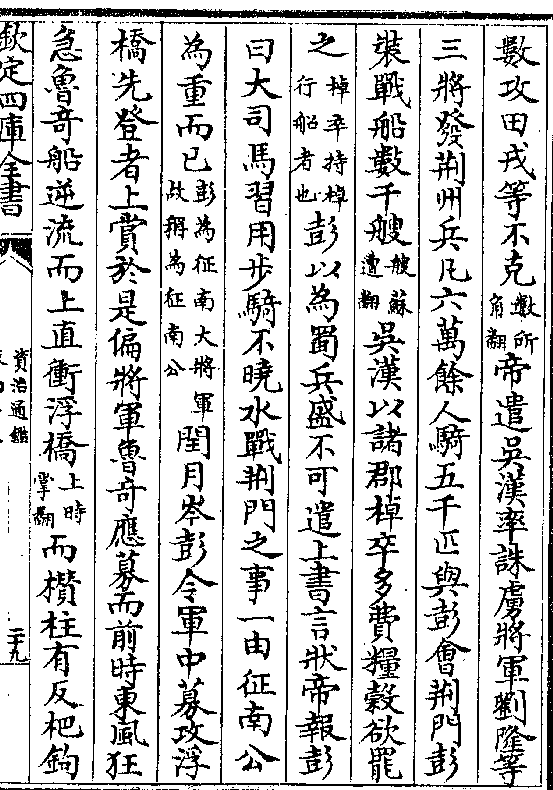 數攻田戎等不克數所角翻帝遣吳漢率誅虜將軍劉隆等
三將發荆州兵凡六萬餘人騎五千匹與彭會荆門彭
裝戰船數千艘艘蘇遭翻吳漢以諸郡棹卒多費糧穀欲罷
之棹卒持棹行船者也彭以為蜀兵盛不可遣上書言狀帝報彭
曰大司馬習用步騎不曉水戰荆門之事一由征南公
為重而已彭為征南大將軍故稱為征南公閏月岑彭令軍中募攻浮
橋先登者上賞於是偏將軍魯奇應募而前時東風狂
急魯奇船逆流而上直衝浮橋上時掌翻而欑柱有反杷鉤
欽定四庫全書
資治通鑑
二十九